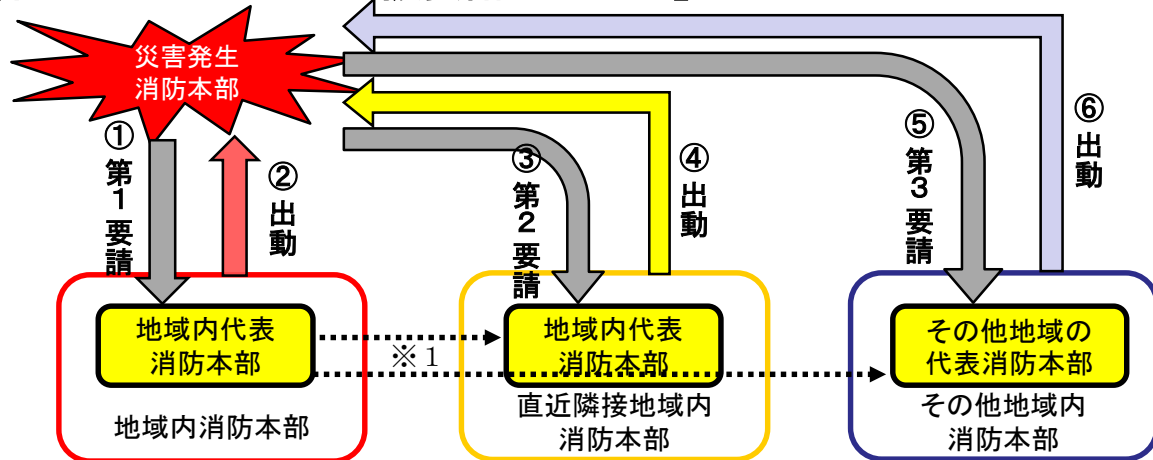 災害発生
消防本部
①第1要請
②出動
③第2要請
④出動
⑤第3要請
⑥出動
地域内代表
消防本部
※1
地域内代表
消防本部
その他地域の
代表消防本部
地域内消防本部
直近隣接地域内
消防本部
その他地域内
消防本部